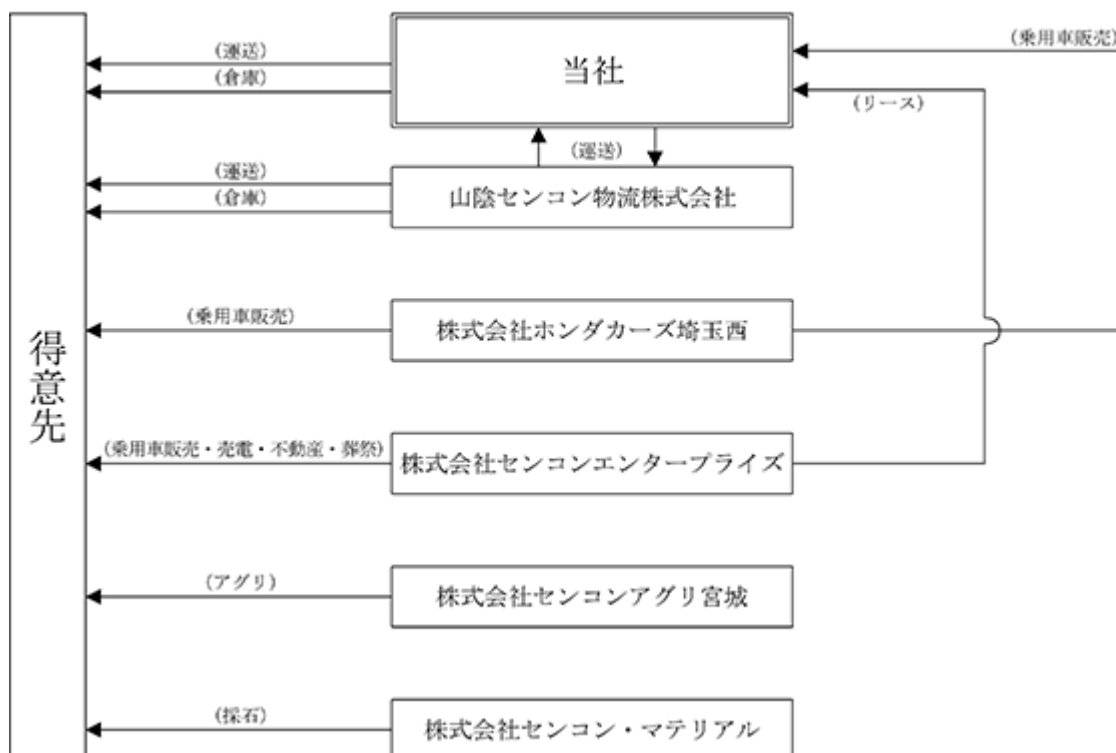 (運送)
(倉庫)
当社
(乗用車販売)
(リース)
(運送)
(運送)
(倉庫)
山陰センコン物流株式会社
得意先
(乗用車販売)
株式会社ホンダカーズ埼玉西
(乗用車販売・売電・不動産・葬祭)
株式会社センコンエンタープライズ
(アグリ)
株式会社センコンアグリ宮城
(採石)
株式会社センコン・マテリアル